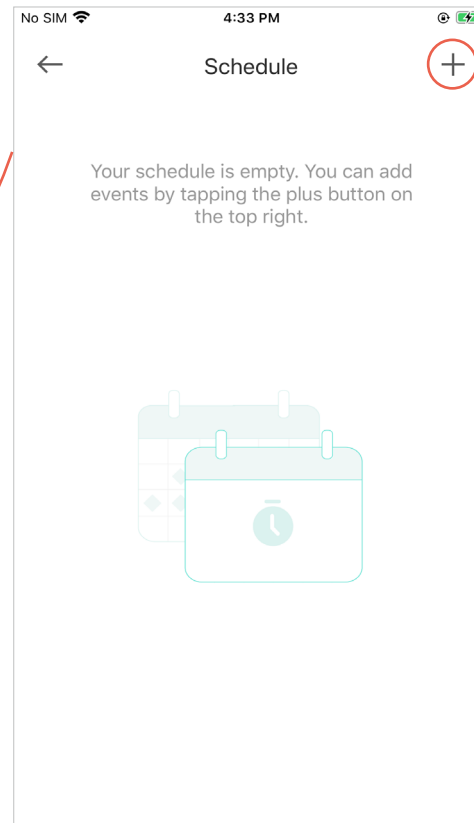 No SIM 4:33 PM
Schedule
Your schedule is empty. You can add
events by tapping the plus button on
the top right.